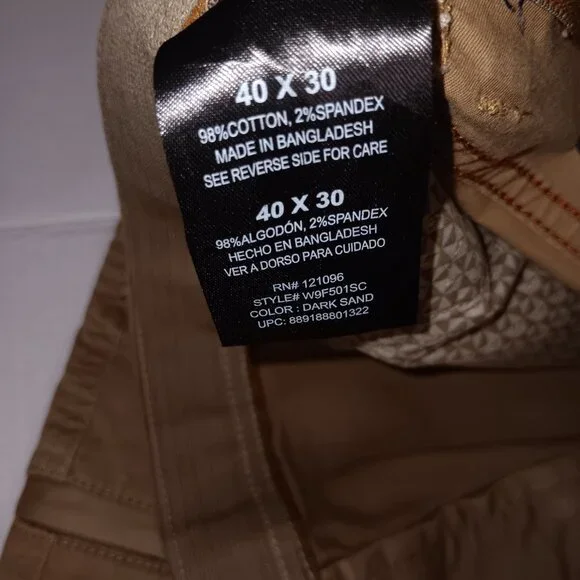 40 X 30
98%COTTON, 2%SPANDEX
MADE IN BANGLADESH
SEE REVERSE SIDE FOR CARE
40 X 30
98%ALGODÓN, 2%SPANDEX
HECHO EN BANGLADESH
VER A DORSO PARA CUIDADO
RN# 121096
STYLE# W9F501SC
COLOR : DARK SAND
UPC: 889188801322